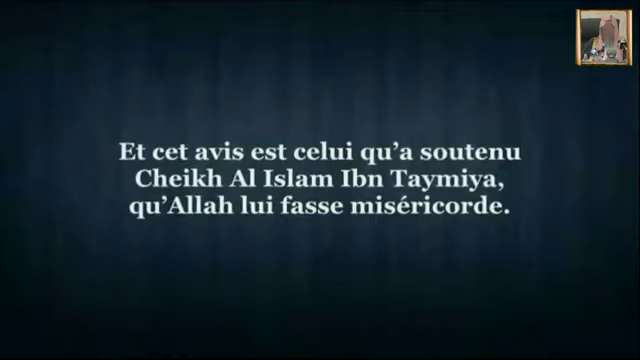 Et cet avis est celui qu’a soutenu
Cheikh Al Islam Ibn Taymiya,
qu’Allah lui fasse miséricorde.